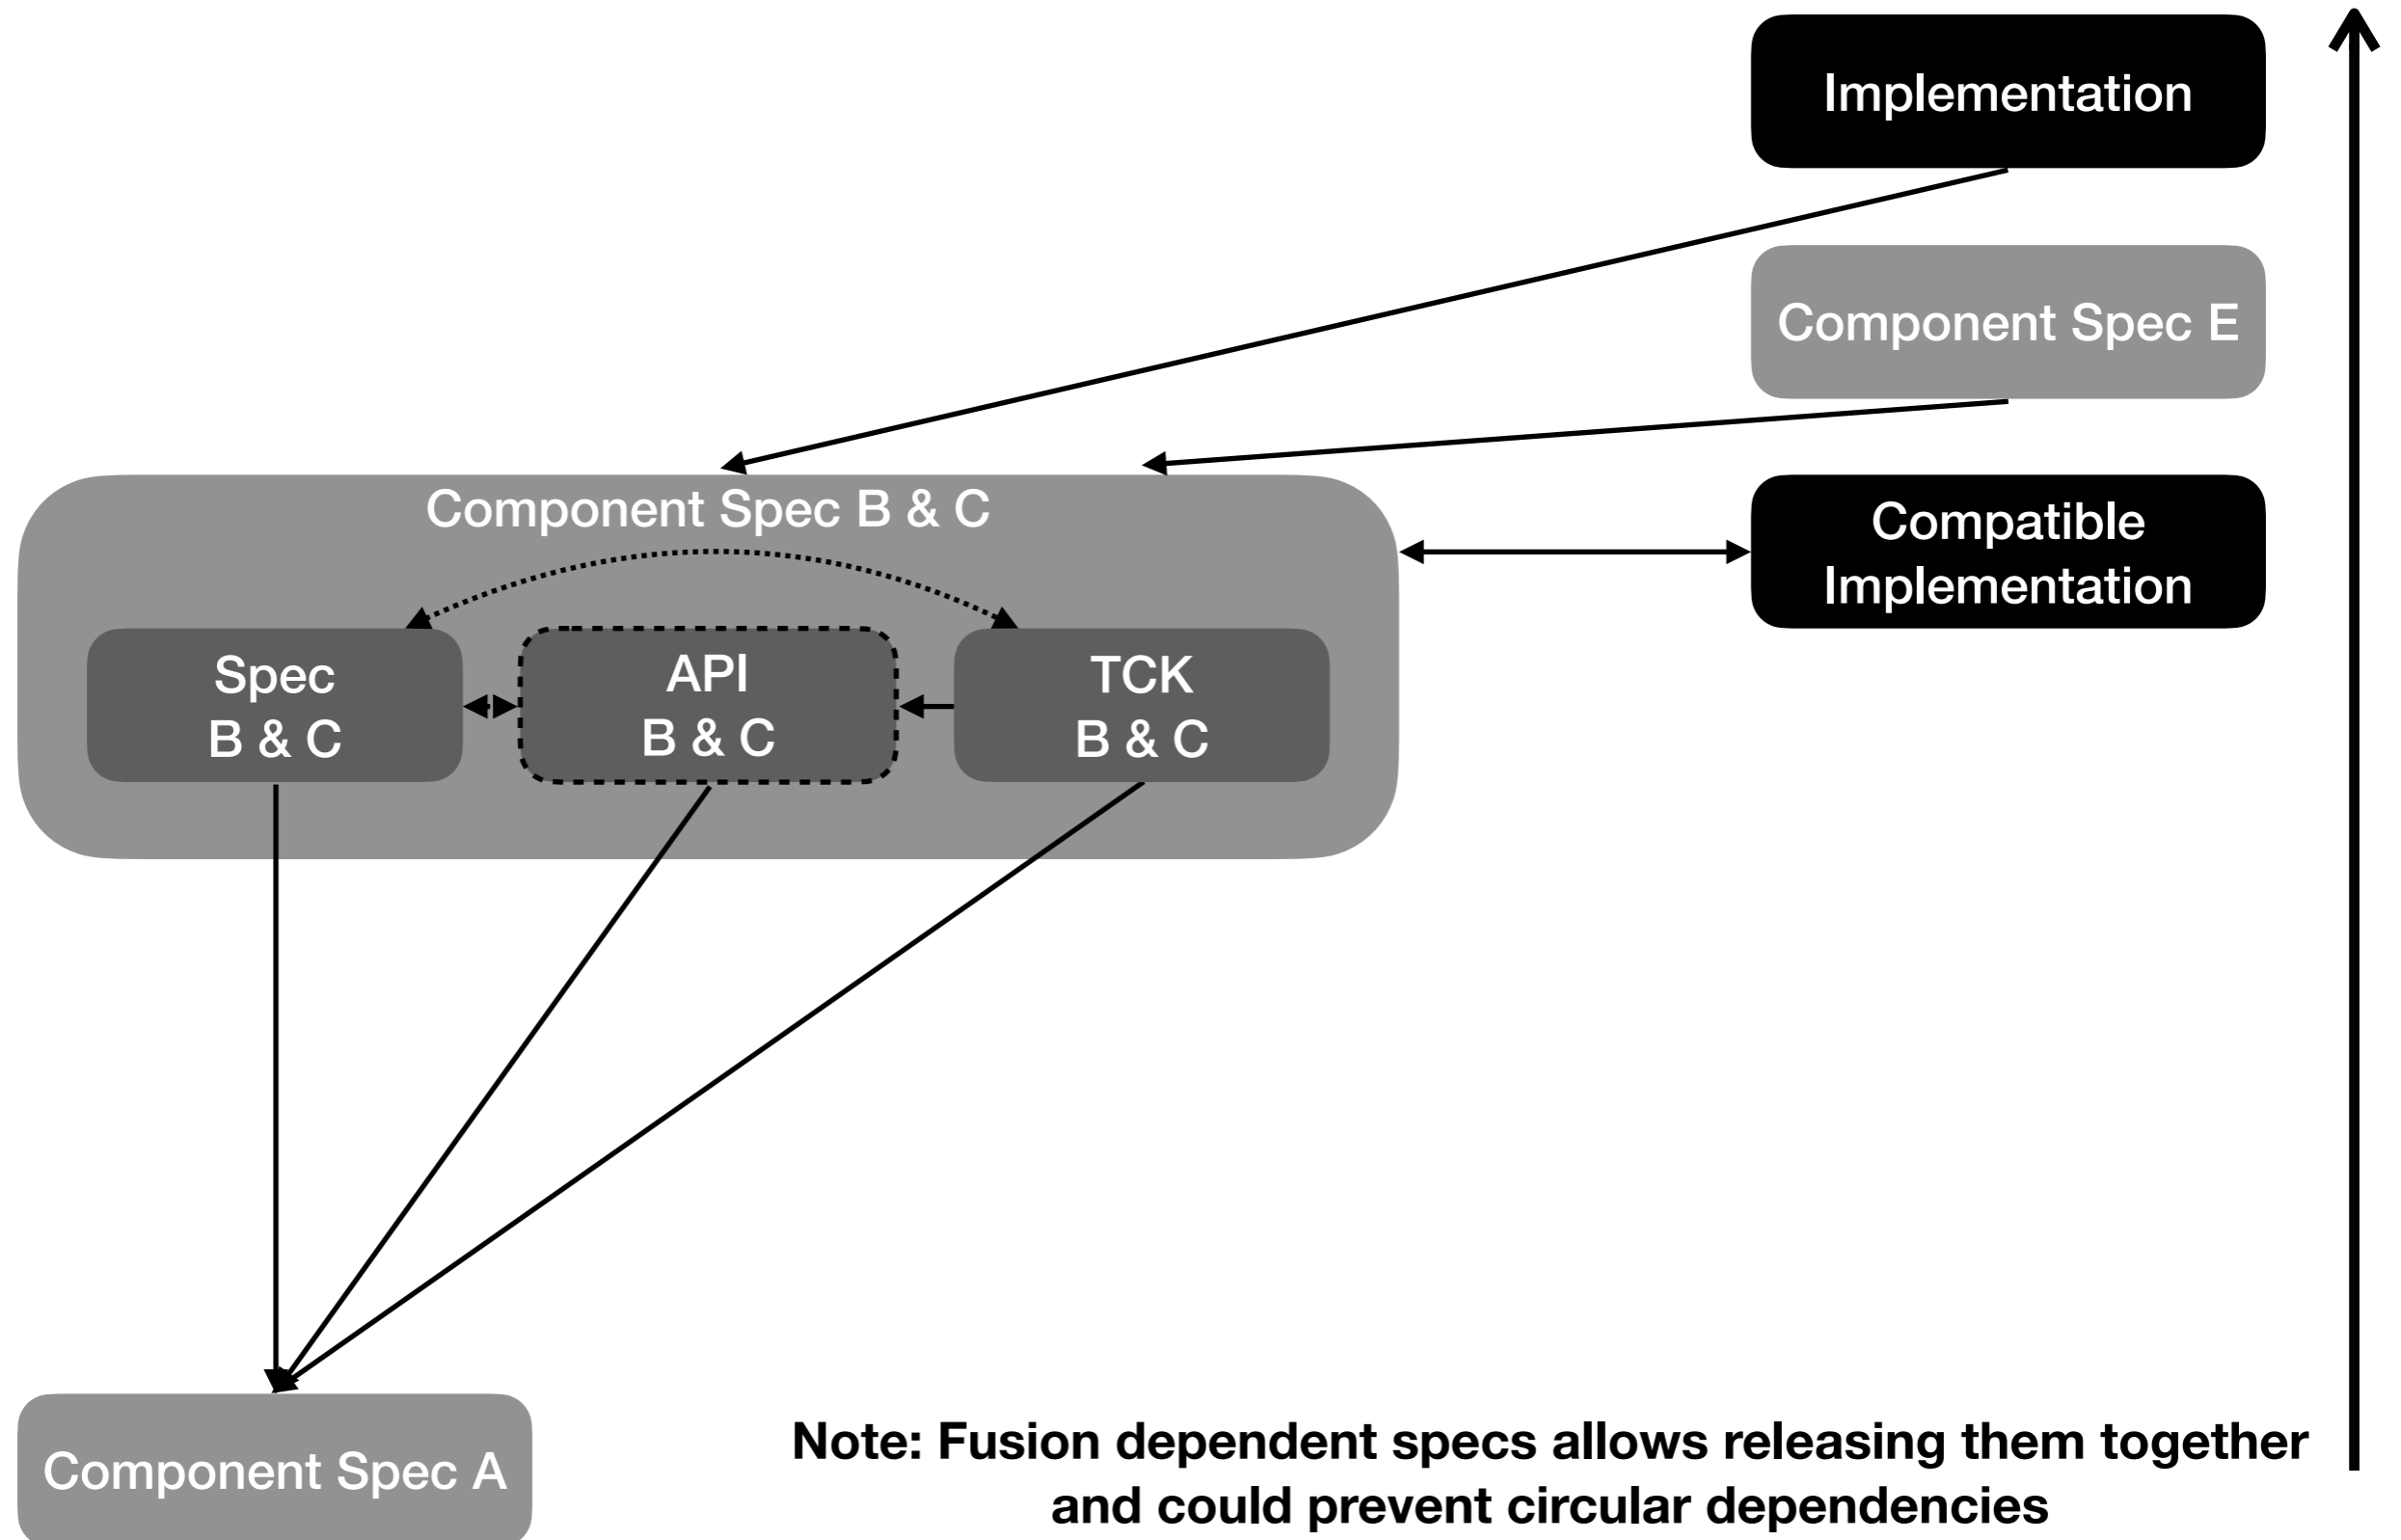 Implementation
Component Spec E
Component Spec B & C
Compatible
Implementation
Spec
B & C
API
B & C
TCK
B & C
Component Spec A
Note: Fusion dependent specs allows releasing them together
and could prevent circular dependencies